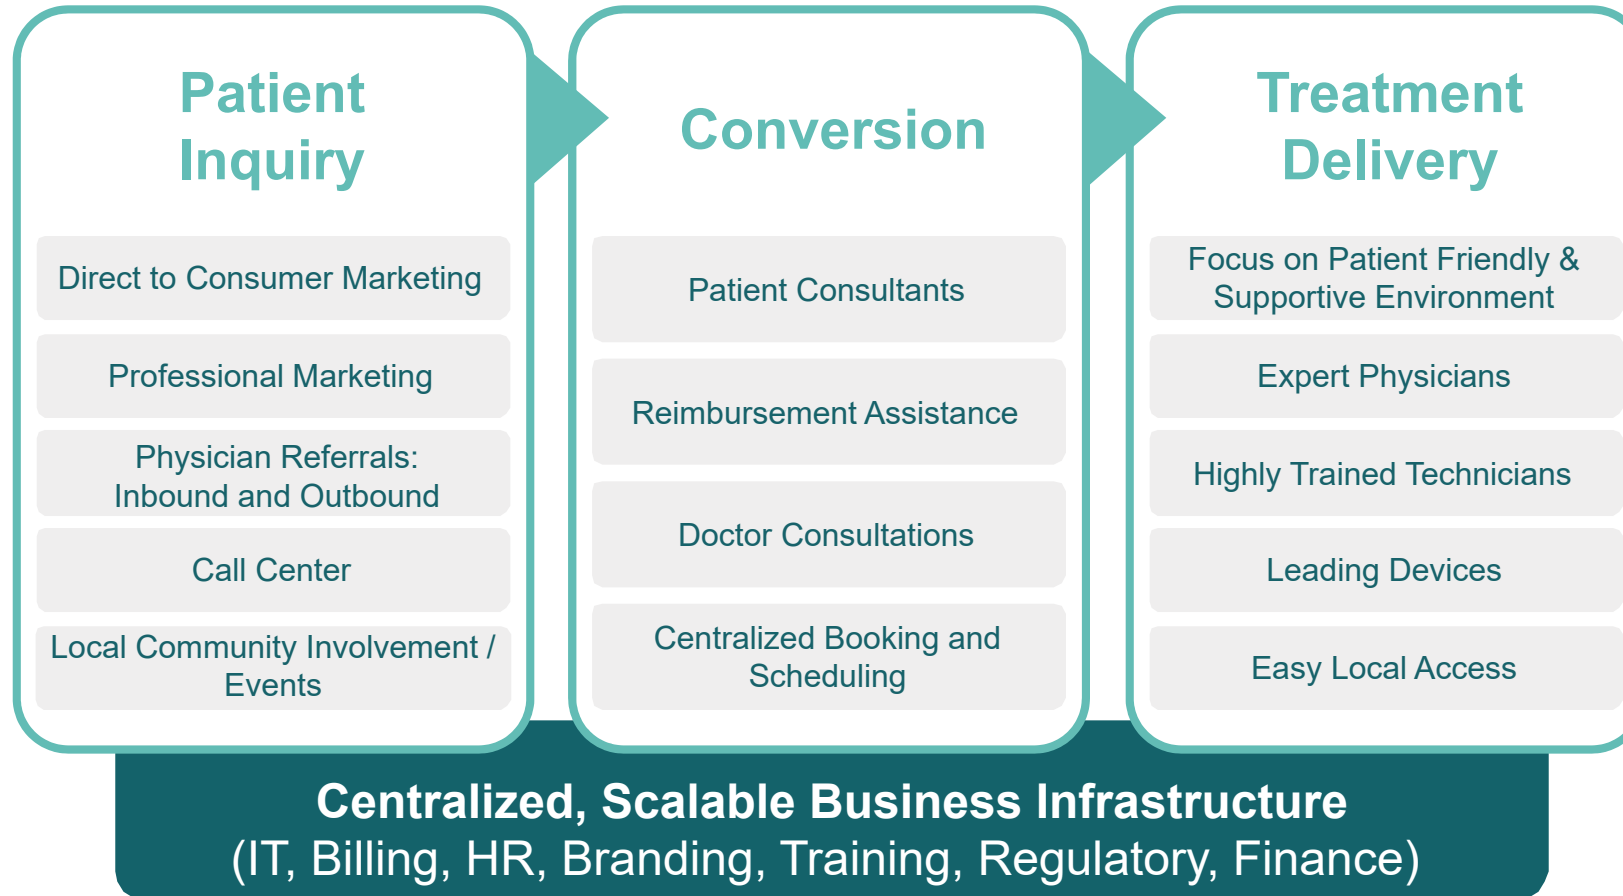 Patient
Inquiry
Direct to Consumer Marketing
Professional Marketing
Physician Referrals:
Inbound and Outbound
Call Center
Local Community Involvement /
Events
Conversion
Patient Consultants
Reimbursement Assistance
Doctor Consultations
Centralized Booking and
Scheduling
Treatment
Delivery
Focus on Patient Friendly &
Supportive Environment
Expert Physicians
Highly Trained Technicians
Leading Devices
Easy Local Access
Centralized, Scalable Business Infrastructure
(IT, Billing, HR, Branding, Training, Regulatory, Finance)